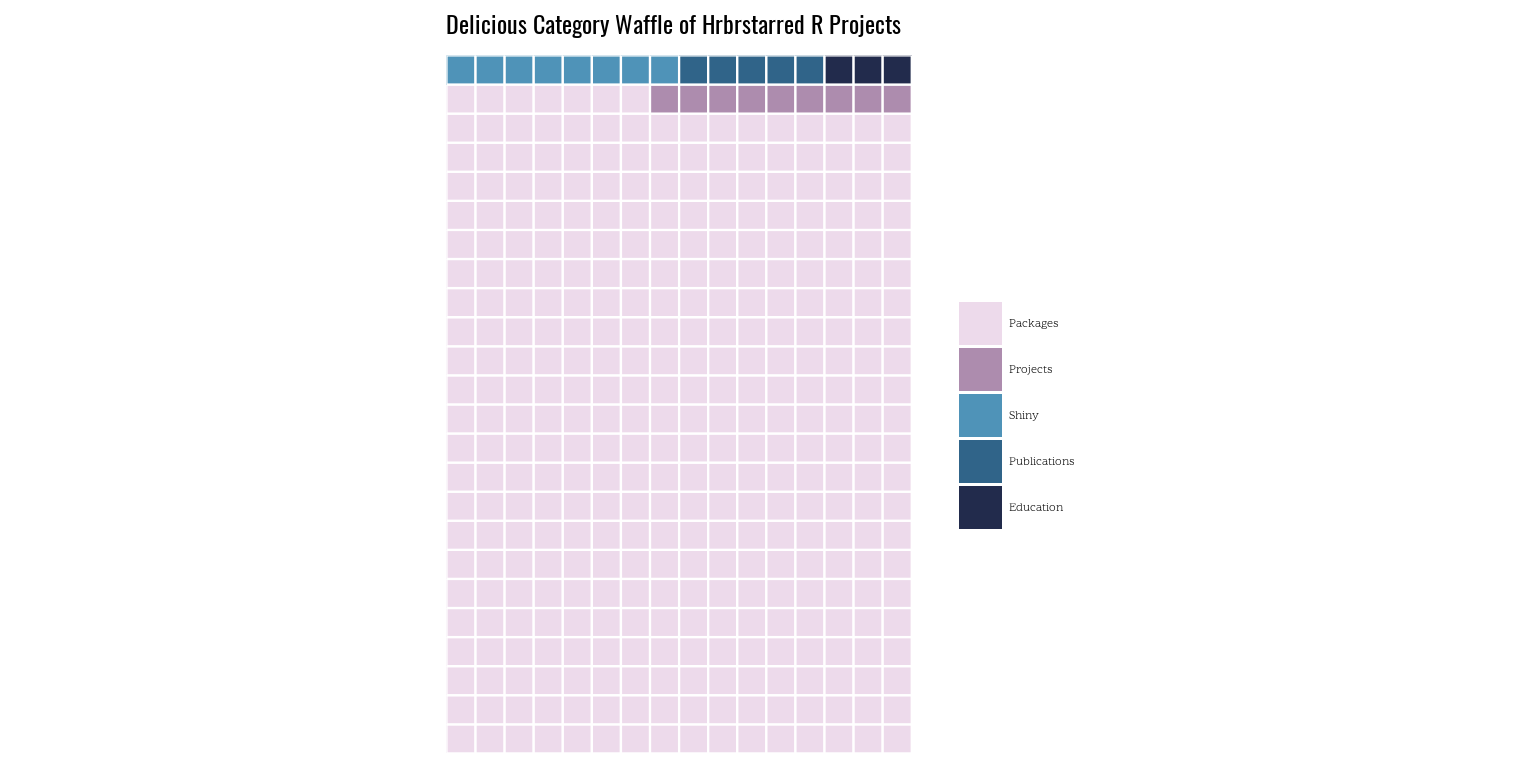 Delicious Category Waffle of Hrbrstarred R Projects
Packages
Projects
Shiny
Publications
Education